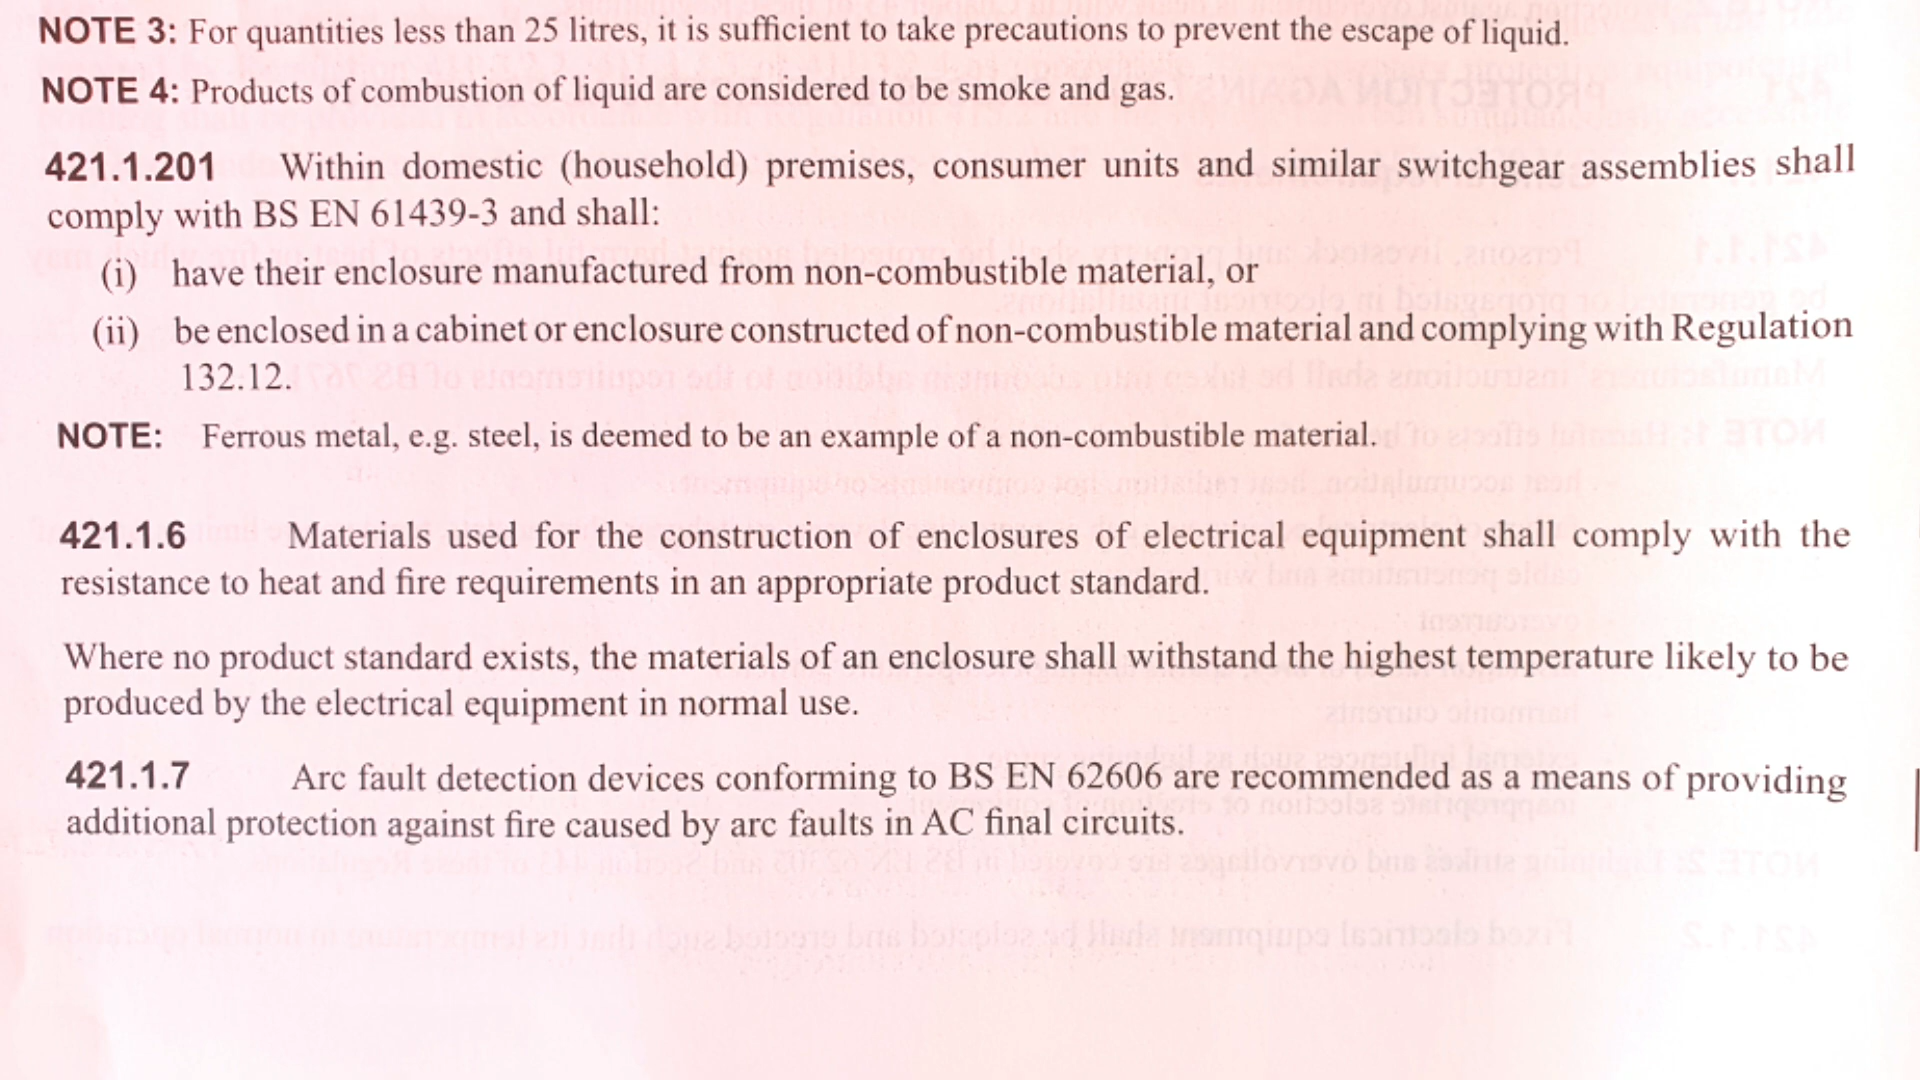 NOTE 3: For quantities less than 25 litres, it is sufficient to take precautions to prevent the escape of liquid.
NOTE 4: Products of combustion of liquid are considered to be smoke and gas.
421.1.201 Within domestic (household) premises, consumer units and similar switchgear assemblies shall
comply with BS EN 61439-3 and shall:
(i) have their enclosure manufactured from non-combustible material, or
(ii) be enclosed in a cabinet or enclosure constructed of non-combustible material and complying with Regulation
132.12.
NOTE: Ferrous metal, e.g. steel, is deemed to be an example of a non-combustible material.
421.1.6 Materials used for the construction of enclosures of electrical equipment shall comply with the
resistance to heat and fire requirements in an appropriate product standard.
Where no product standard exists, the materials of an enclosure shall withstand the highest temperature likely to be
produced by the electrical equipment in normal use.
421.1.7 Arc fault detection devices conforming to BS EN 62606 are recommended as a means of providing
additional protection against fire caused by arc faults in AC final circuits.